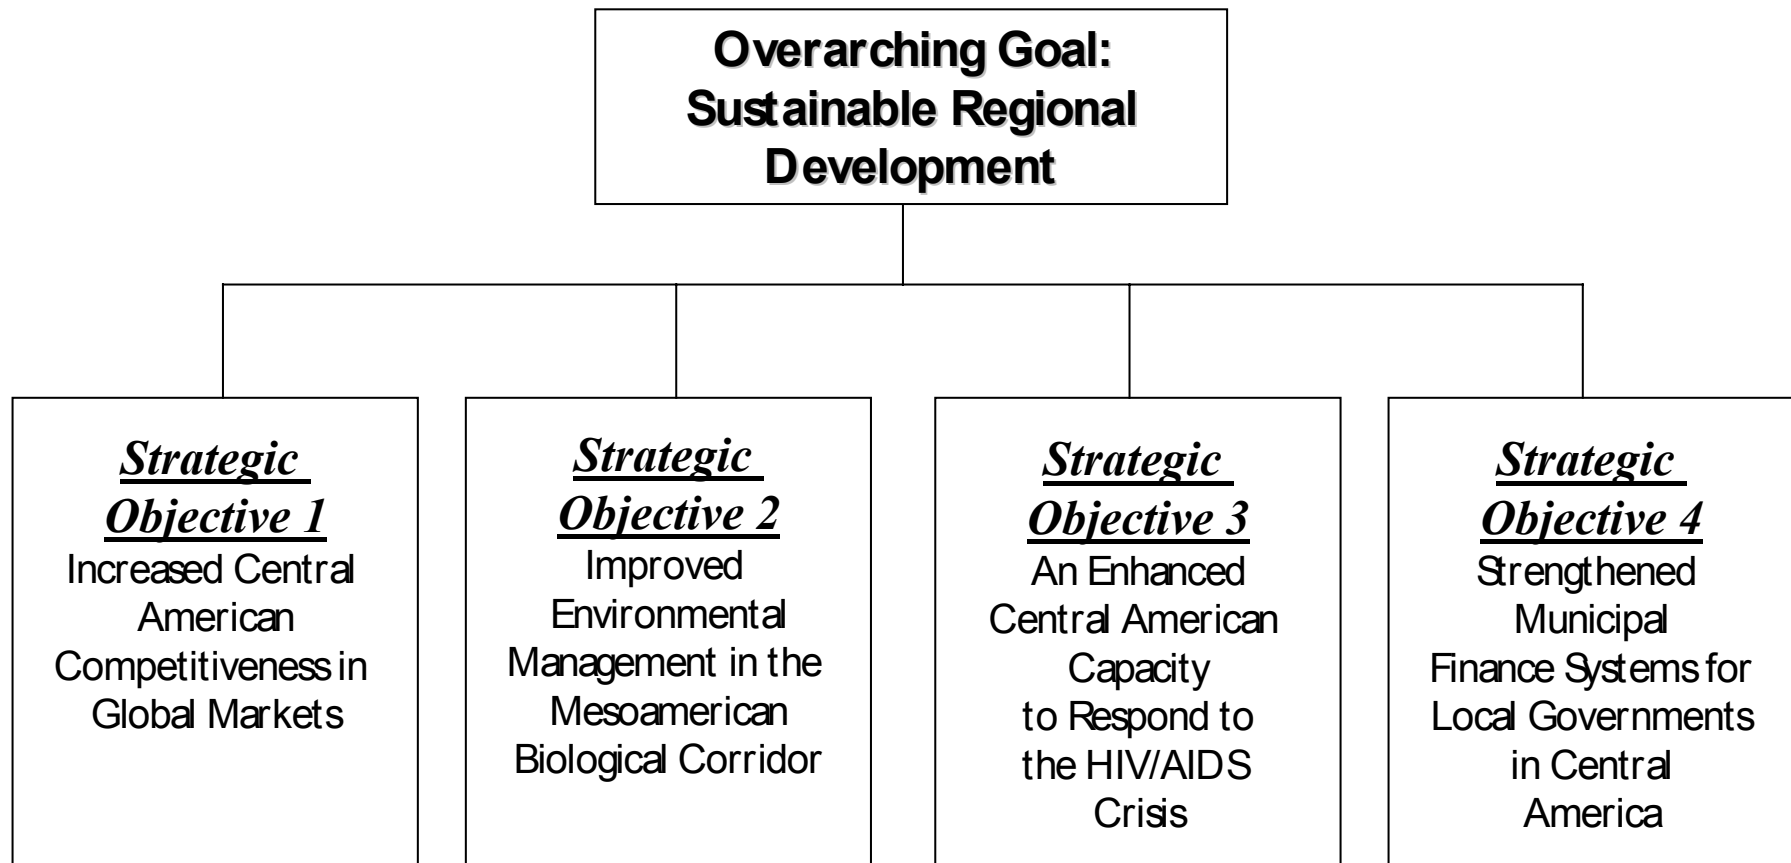 Overarching Goal:
Sustainable Regional
Development
Strategic
Objective 1
Increased Central
American
Competitiveness in
Global Markets
Strategic
Objective 2
Improved
Environmental
Management in the
Mesoamerican
Biological Corridor
Strategic
Objective 3
An Enhanced
Central American
Capacity
to Respond to
the HIV/AIDS
Crisis
Strategic
Objective 4
Strengthened
Municipal
Finance Systems for
Local Governments
in Central
America